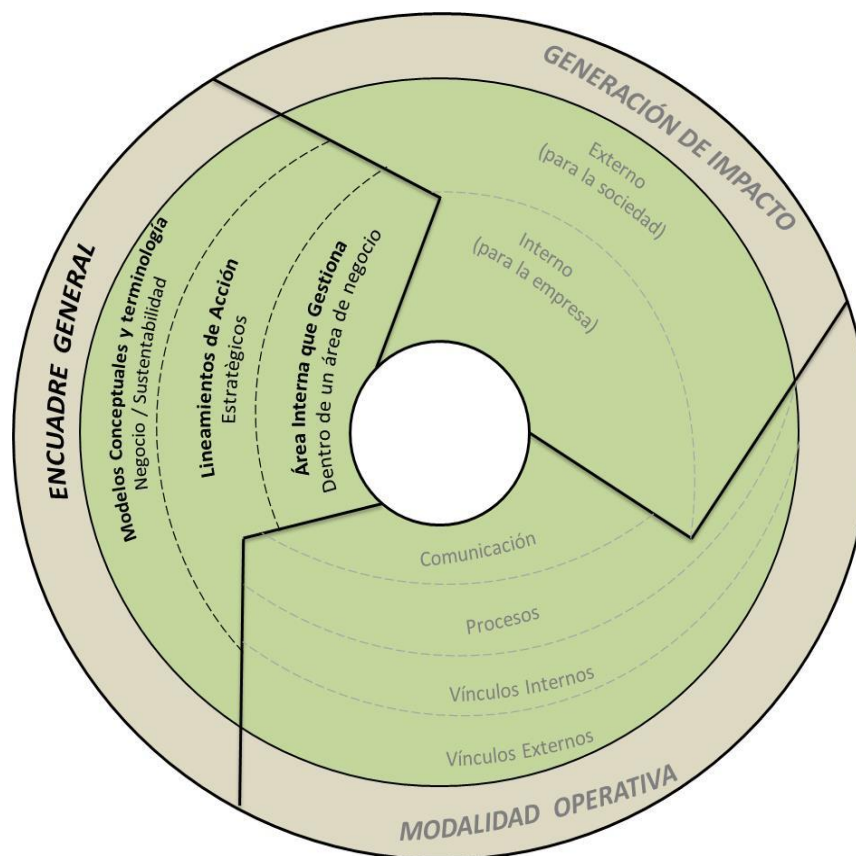 GENERACIÓN DE IMPACTO
Externo
(para la sociedad)
Interno
(para la empresa)
ENCUADRE GENERAL
Modelos Conceptuales y terminología
Negocio / Sustentabilidad
Lineamientos de Acción
Estratègicos
Área Interna que Gestiona
Dentro de un área de negocio
Comunicación
Procesos
Vínculos Internos
Vínculos Externos
MODALIDAD OPERATIVA